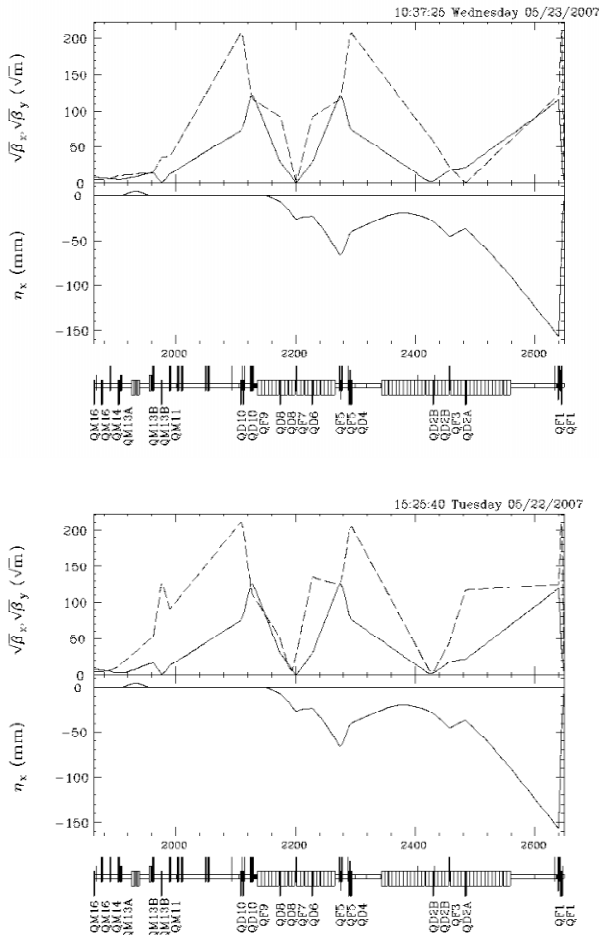 10:37:25 Wednesday 05/23/2007
√βx, √βy (√m)
200
150
100
50
0
ηx (mm)
0
−50
−100
−150
2000
2200
2400
2600
QM16
QM16
QM14
QM13A
QM13B
QM13B
QM11
QD10
QD10
QF9
QD8
QD8
QF7
QD6
QF5
QF5
QD4
QD2B
QD2B
QF3
QD2A
QF1
QF1
15:25:40 Tuesday 05/22/2007
√βx, √βy (√m)
200
150
100
50
0
ηx (mm)
0
−50
−100
−150
2000
2200
2400
2600
QM16
QM16
QM14
QM13A
QM13B
QM13B
QM11
QD10
QD10
QF9
QD8
QD8
QF7
QD6
QF5
QF5
QD4
QD2B
QD2B
QF3
QD2A
QF1
QF1